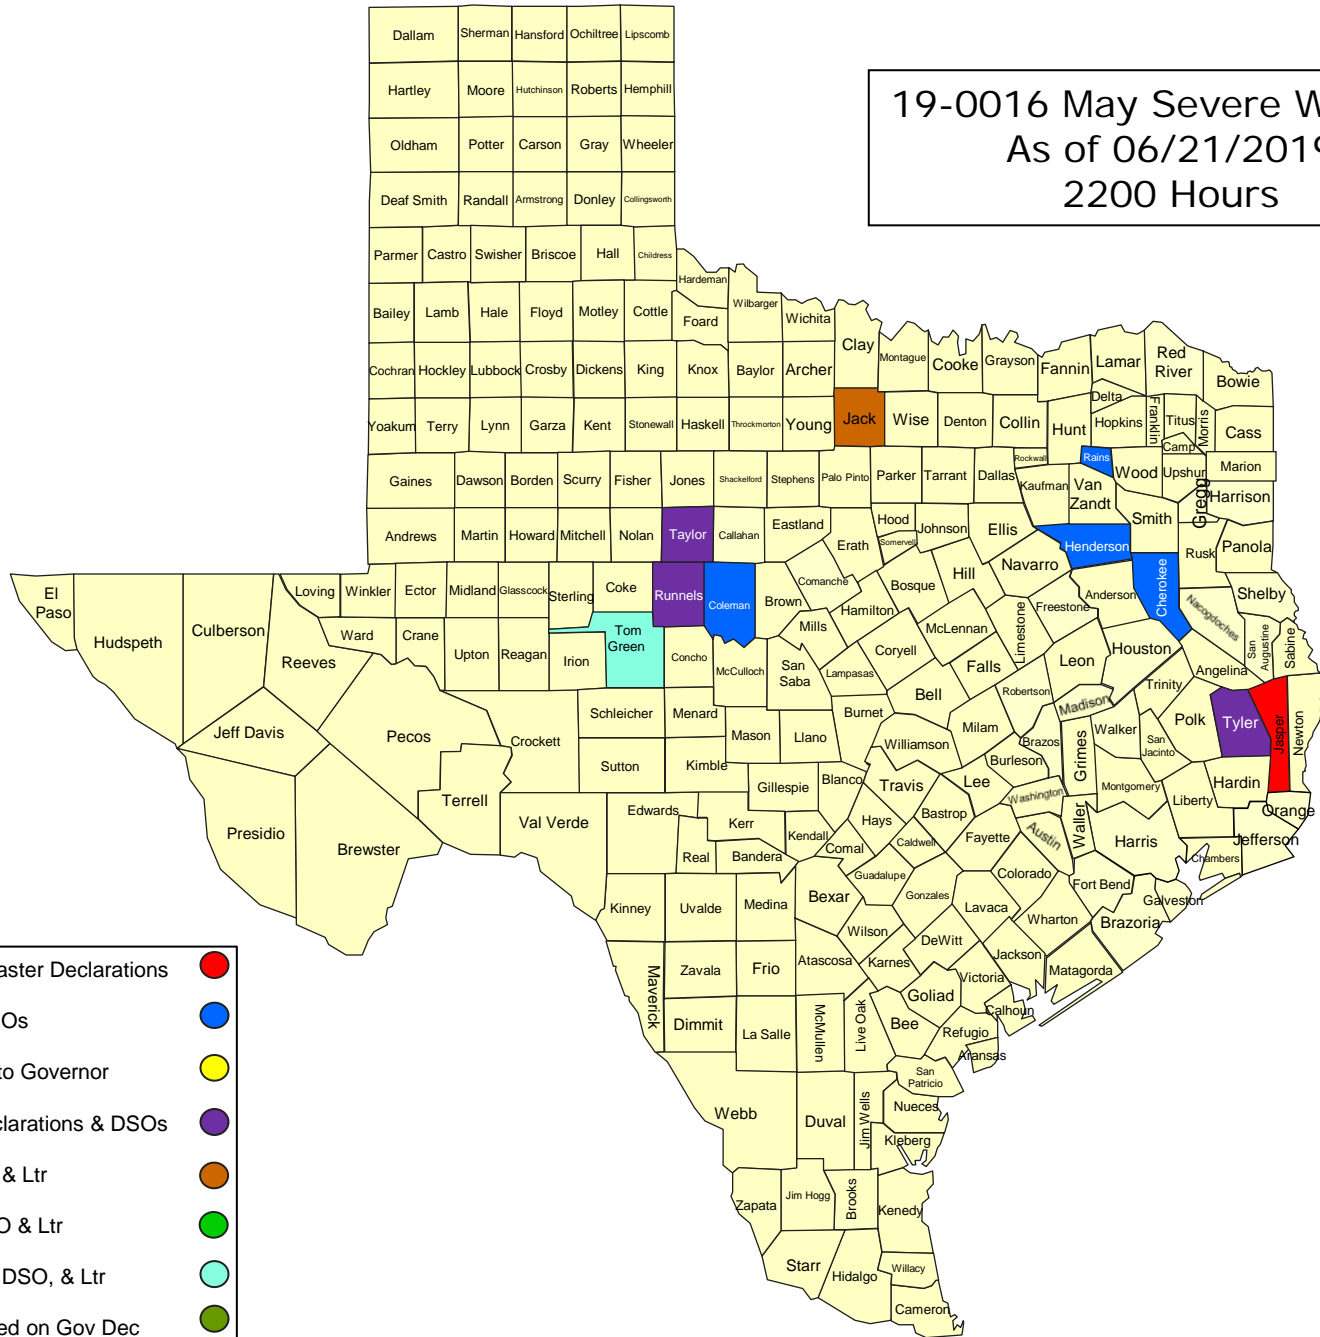 19-0016 May Severe W
As of 06/21/2019
2200 Hours
Dallam Sherman Hansford Ochiltree Lipscomb
Hartley Moore Hutchinson Roberts Hemphill
Oldham Potter Carson Gray Wheeler
Deaf Smith Randall Armstrong Donley Collingsworth
Parmer Castro Swisher Briscoe Hall Childress
Hardeman
Bailey Lamb Hale Floyd Motley Cottle Foard Wilbarger Wichita Clay
Montague Cooke Grayson Fannin Lamar Red River Bowie
Cochran Hockley Lubbock Crosby Dickens King Knox Baylor Archer
Delta
Yoakum Terry Lynn Garza Kent Stonewall Haskell Throckmorton Young Jack Wise Denton Collin Hunt Hopkins Franklin Titus Morris Cass
Camp
Rockwall Rains Wood Upshur Marion
Gaines Dawson Borden Scurry Fisher Jones Shackelford Stephens Palo Pinto Parker Tarrant Dallas Kaufman Van Zandt Gregg Harrison
Andrews Martin Howard Mitchell Nolan Taylor Callahan Eastland Erath Hood Somervell Johnson Ellis Henderson Smith Rusk Panola
El Paso Hudspeth Culberson Loving Winkler Ector Midland Glasscock Sterling Coke Runnels Coleman Brown Comanche Bosque Hill Navarro Anderson Cherokee Nacogdoches Shelby
Reeves Ward Crane Upton Reagan Irion Tom Green Concho McCulloch Mills Hamilton McLennan Limestone Freestone
San Saba Lampasas Coryell Falls Leon Houston Angelina San Augustine Sabine
Jeff Davis Pecos Crockett Schleicher Menard Mason Llano Burnet Bell Milam Robertson Madison Trinity Polk Tyler Jasper Newton
Sutton Kimble Gillespie Blanco Williamson Travis Lee Burleson Brazos Grimes Walker San Jacinto
Presidio Brewster Terrell Val Verde Edwards Kerr Kendall Hays Bastrop Washington Waller Montgomery Liberty Hardin Orange
Real Bandera Comal Caldwell Fayette Austin Harris Chambers Jefferson
Kinney Uvalde Medina Bexar Guadalupe Gonzales Lavaca Colorado Fort Bend Galveston
Wilson DeWitt Wharton Brazoria
Maverick Zavala Frio Atascosa Karnes Victoria Jackson Matagorda
Dimmit La Salle McMullen Live Oak Bee Goliad Calhoun
Refugio
Aransas
San Patricio
Webb Duval Jim Wells Nueces
Kleberg
Zapata Jim Hogg Brooks Kenedy
Starr Hidalgo Willacy
Cameron
aster Declarations
Os
to Governor
clarations & DSOs
& Ltr
O & Ltr
DSO, & Ltr
ed on Gov Dec